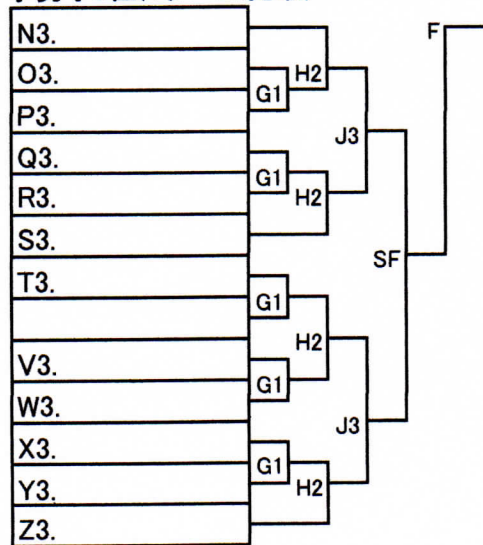 N3.
O3.
P3.
Q3.
R3.
S3.
T3.
V3.
W3.
X3.
Y3.
Z3.
G1
G1
G1
G1
G1
H2
H2
H2
H2
J3
J3
SF
F